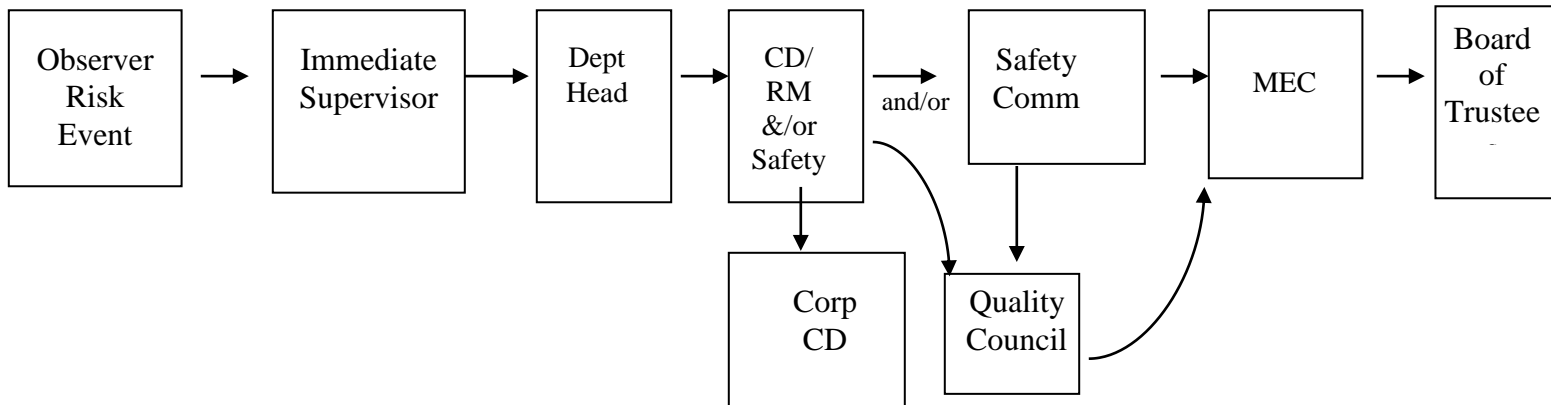 Observer
Risk
Event
Immediate
Supervisor
Dept
Head
CD/
RM
&/or
Safety
and/or
Safety
Comm
MEC
Board
of
Trustee
Corp
CD
Quality
Council